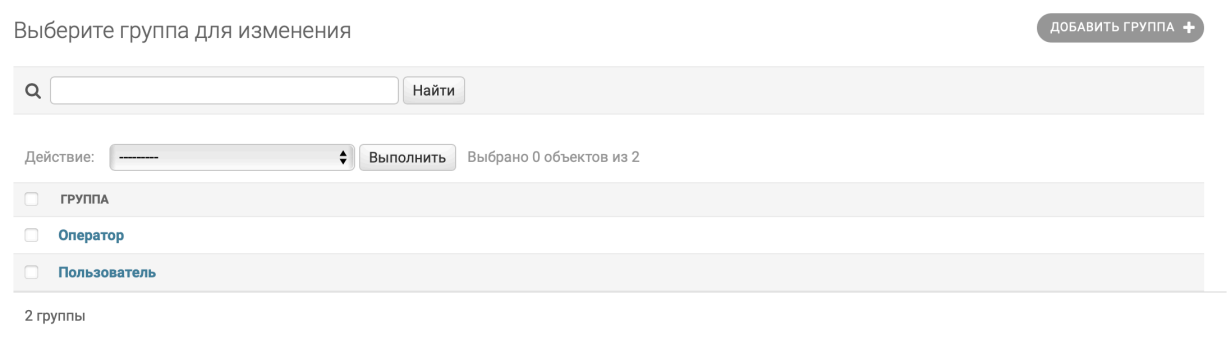 Выберите группа для изменения
ДОБАВИТЬ ГРУППА +
Найти
Действие: --------- Выполнить Выбрано 0 объектов из 2
ГРУППА
Оператор
Пользователь
2 группы